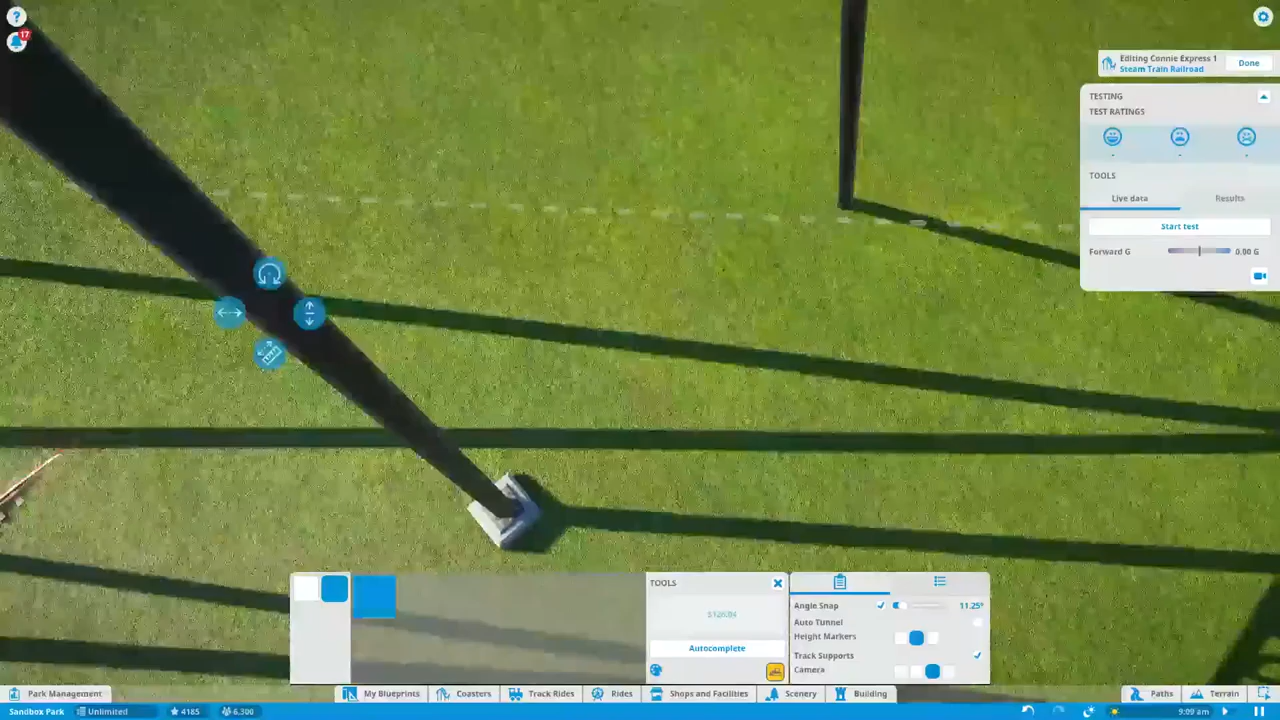 ?
17
Editing Connie Express 1
Steam Train Railroad
Done
TESTING
TEST RATINGS
-
-
-
TOOLS
Live data
Results
Start test
Forward G
0.00 G
TOOLS
Autocomplete
Angle Snap
11.25°
Auto Tunnel
Height Markers
Track Supports
Camera
Park Management
My Blueprints
Coasters
Track Rides
Rides
Shops and Facilities
Scenery
Building
Paths
Terrain
Sandbox Park
Unlimited
4185
6,300
9:09 am